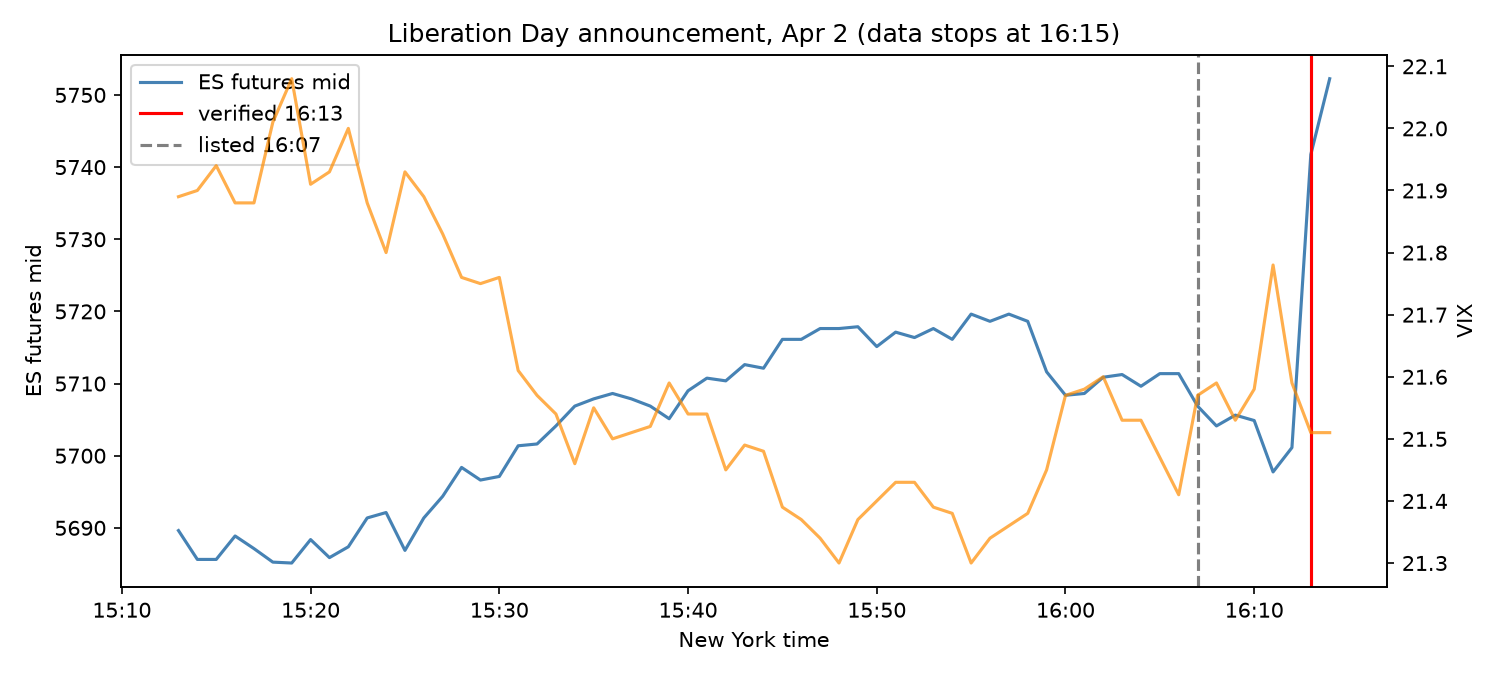 Liberation Day announcement, Apr 2 (data stops at 16:15)
ES futures mid
verified 16:13
listed 16:07
ES futures mid
5750
5740
5730
5720
5710
5700
5690
22.1
22.0
21.9
21.8
21.7
21.6
21.5
21.4
21.3
VIX
15:10 15:20 15:30 15:40 15:50 16:00 16:10
New York time